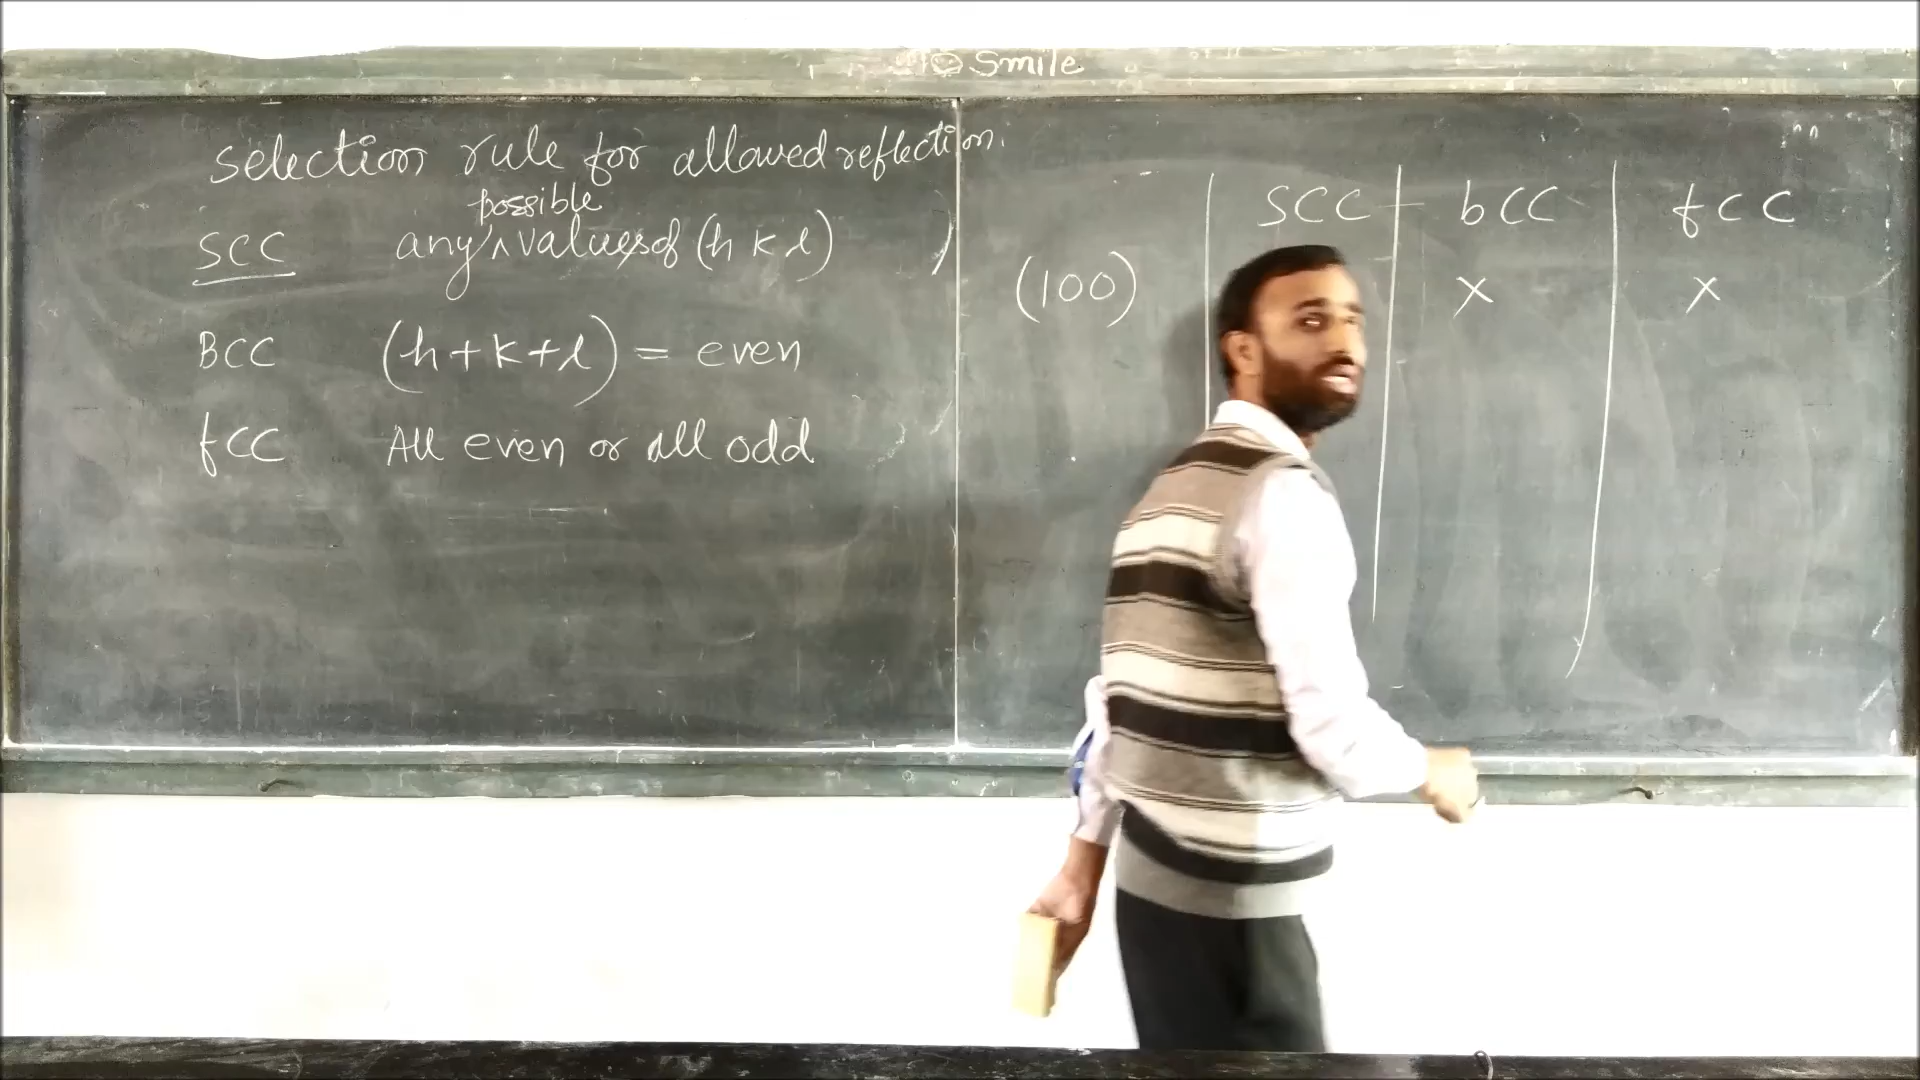 Smile
selection rule for allowed reflection.
possible
SCC any ^ values of (h k l)
BCC (h+k+l) = even
fCC All even or all odd
SCC bCC fCC
(100) × ×